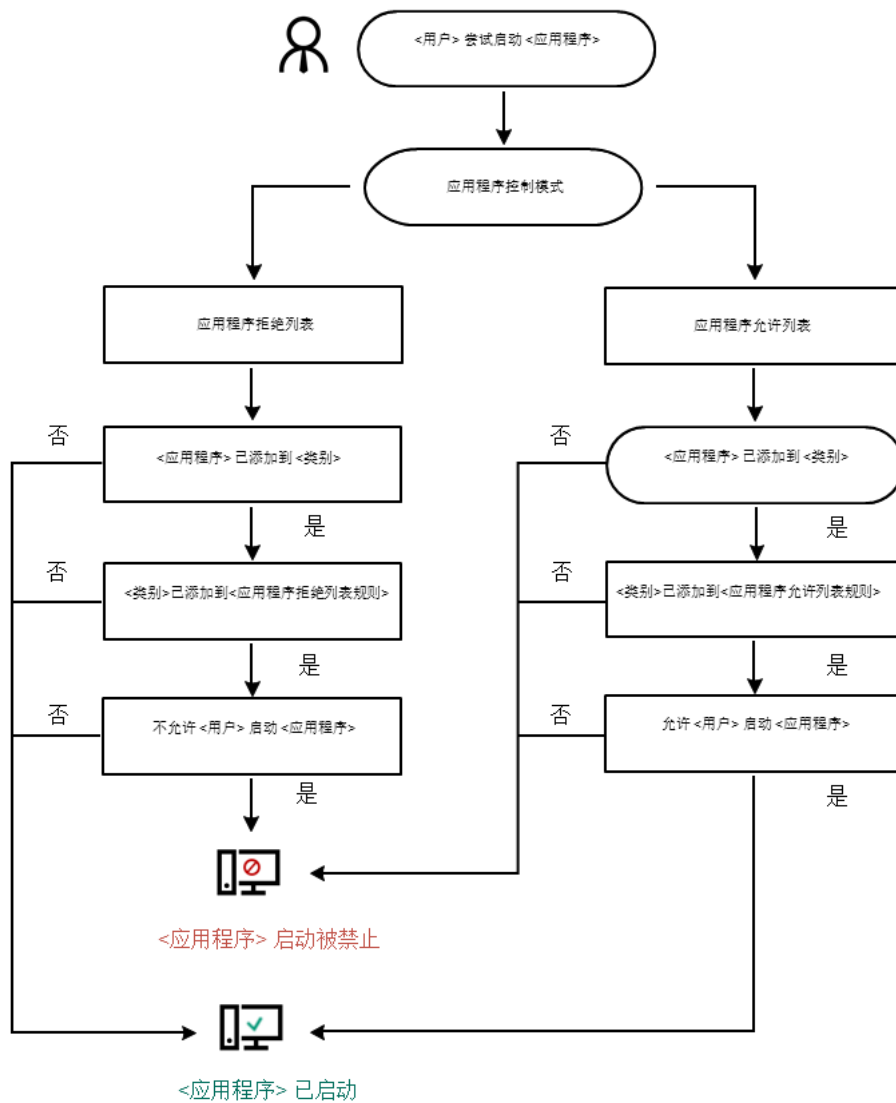 <用户> 尝试启动 <应用程序>
应用程序控制模式
应用程序拒绝列表
应用程序允许列表
否
<应用程序> 已添加到 <类别>
否
<应用程序> 已添加到 <类别>
是
是
否
<类别>已添加到<应用程序拒绝列表规则>
否
<类别>已添加到<应用程序允许列表规则>
是
是
否
不允许 <用户> 启动 <应用程序>
否
允许 <用户> 启动 <应用程序>
是
是
<应用程序> 启动被禁止
<应用程序> 已启动